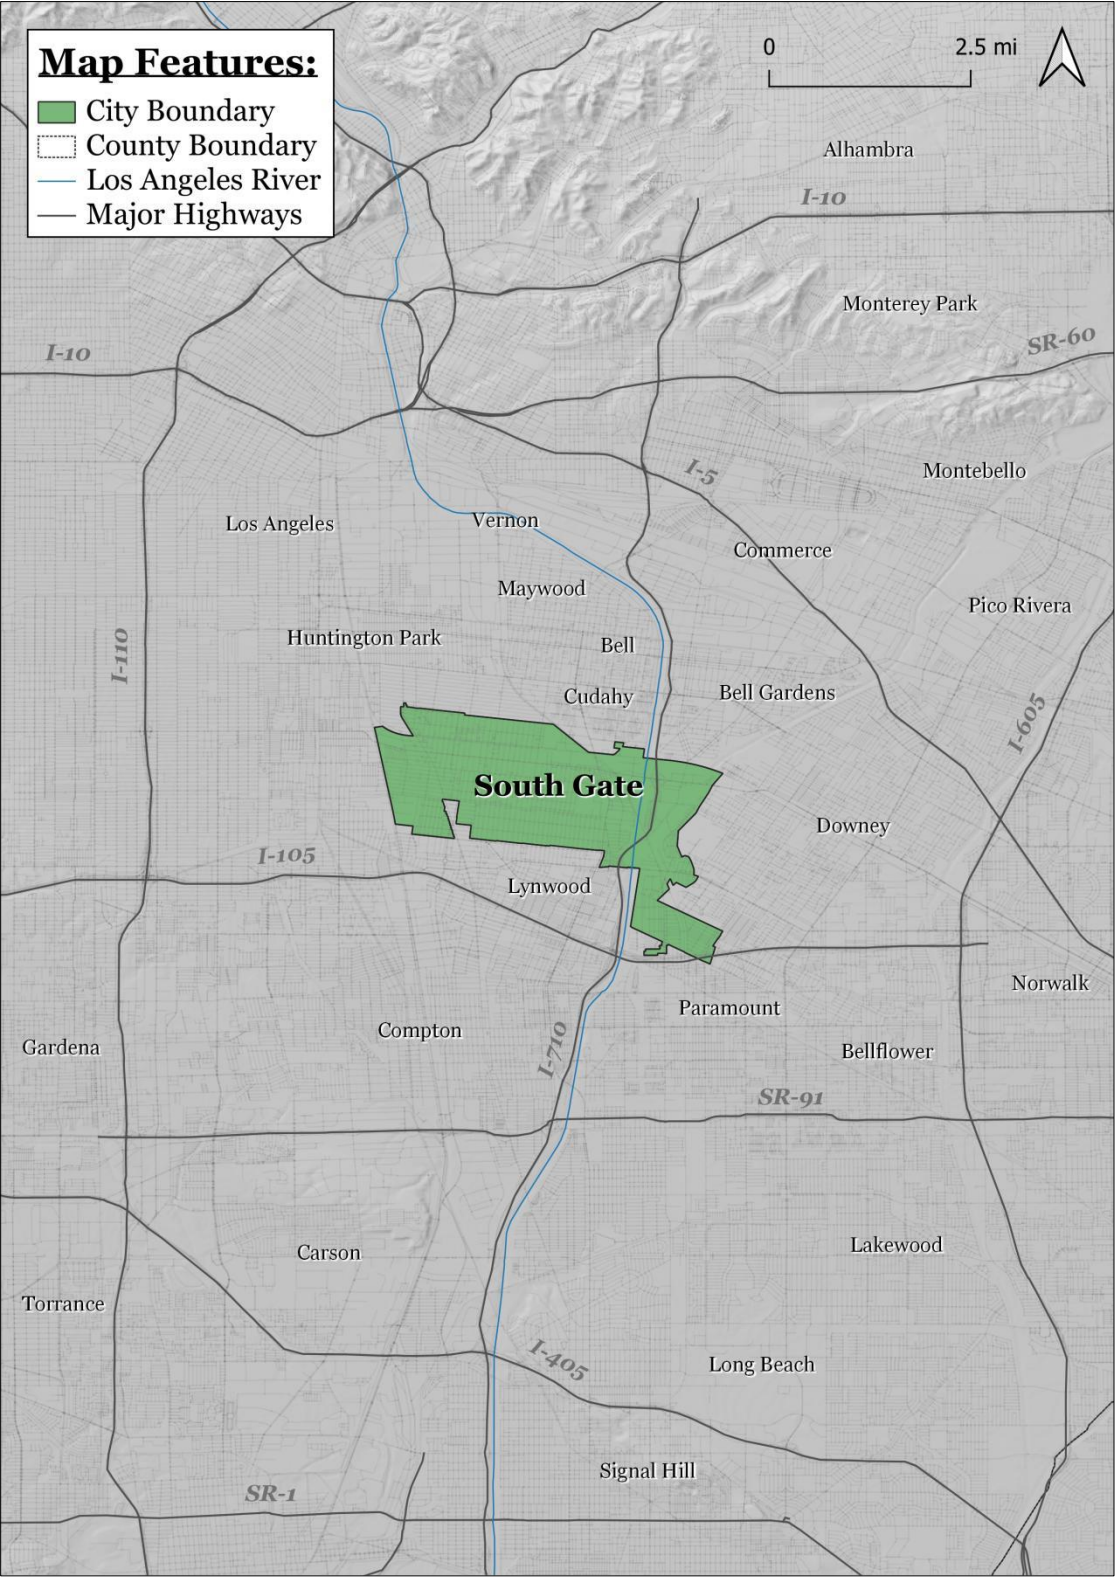 Map Features:
City Boundary
County Boundary
Los Angeles River
Major Highways
0 2.5 mi
Alhambra
I-10
Monterey Park
SR-60
I-10
I-5
Montebello
Los Angeles
Vernon
Commerce
Maywood
Pico Rivera
Huntington Park
Bell
I-110
Cudahy
Bell Gardens
I-605
South Gate
Downey
I-105
Lynwood
Norwalk
Paramount
Compton
Gardena
I-710
Bellflower
SR-91
Carson
Lakewood
Torrance
I-405
Long Beach
Signal Hill
SR-1